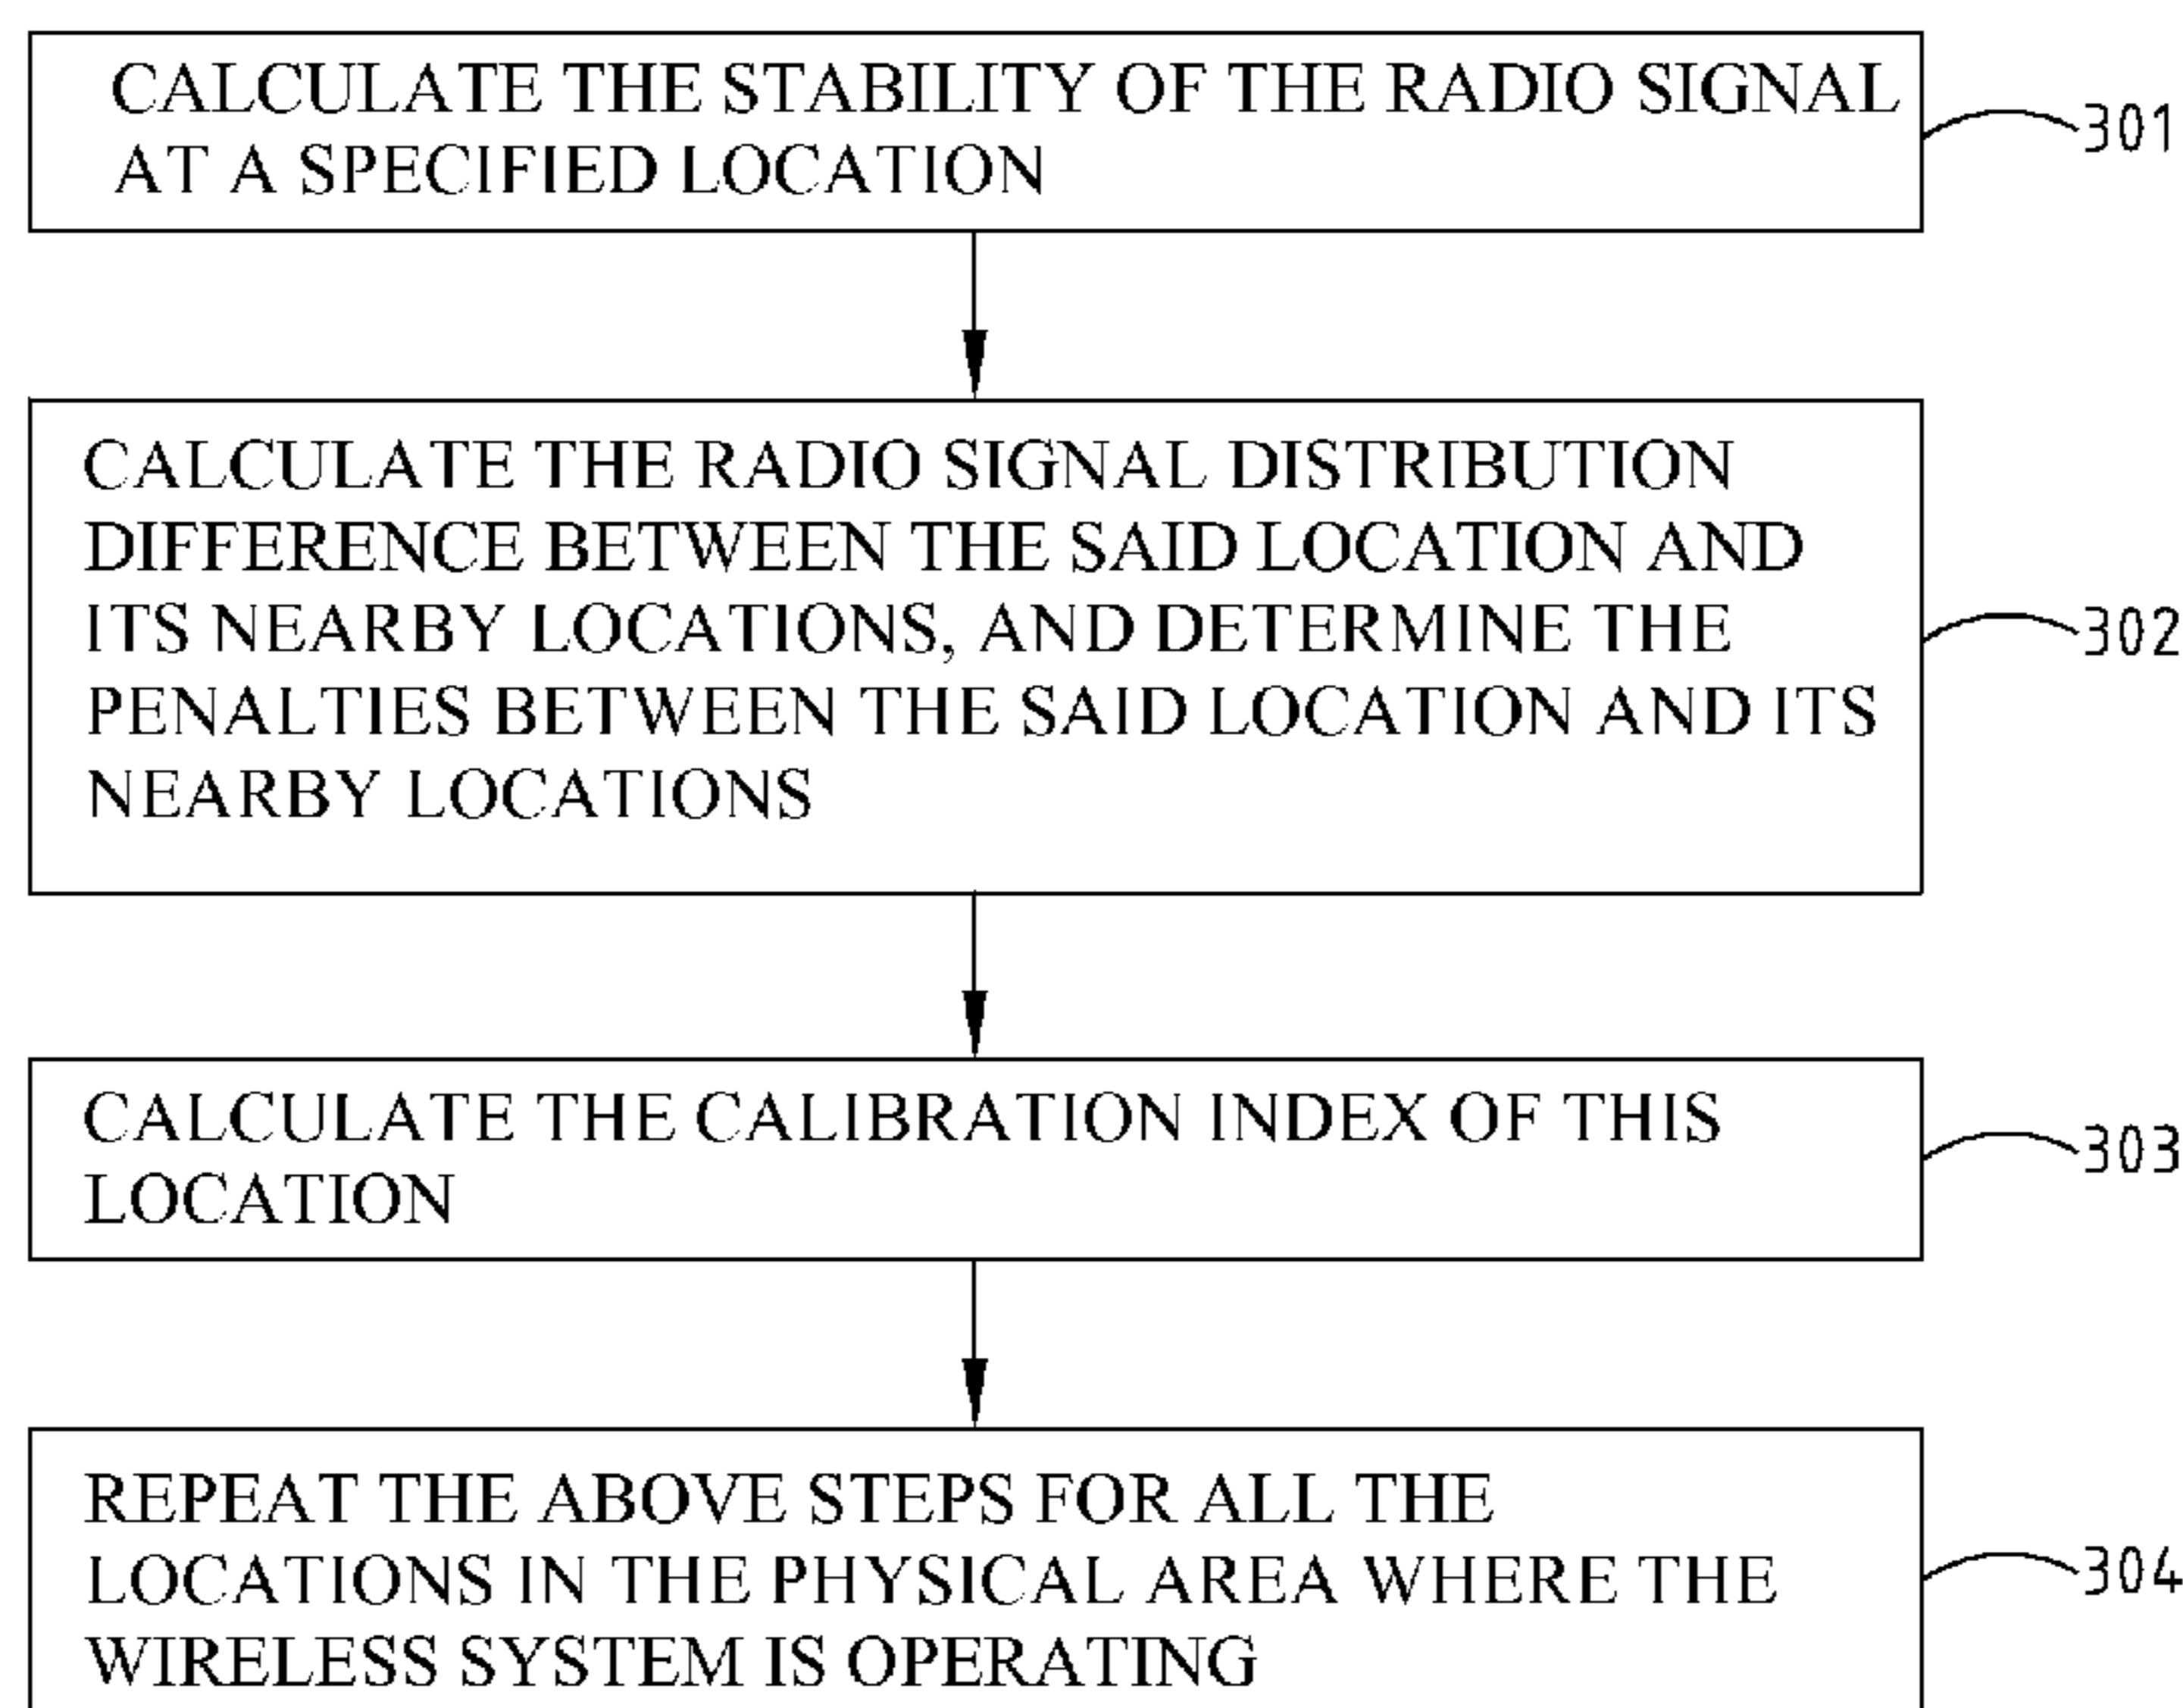 CALCULATE THE STABILITY OF THE RADIO SIGNAL
AT A SPECIFIED LOCATION
301
CALCULATE THE RADIO SIGNAL DISTRIBUTION
DIFFERENCE BETWEEN THE SAID LOCATION AND
ITS NEARBY LOCATIONS, AND DETERMINE THE
PENALTIES BETWEEN THE SAID LOCATION AND ITS
NEARBY LOCATIONS
302
CALCULATE THE CALIBRATION INDEX OF THIS
LOCATION
303
REPEAT THE ABOVE STEPS FOR ALL THE
LOCATIONS IN THE PHYSICAL AREA WHERE THE
WIRELESS SYSTEM IS OPERATING
304